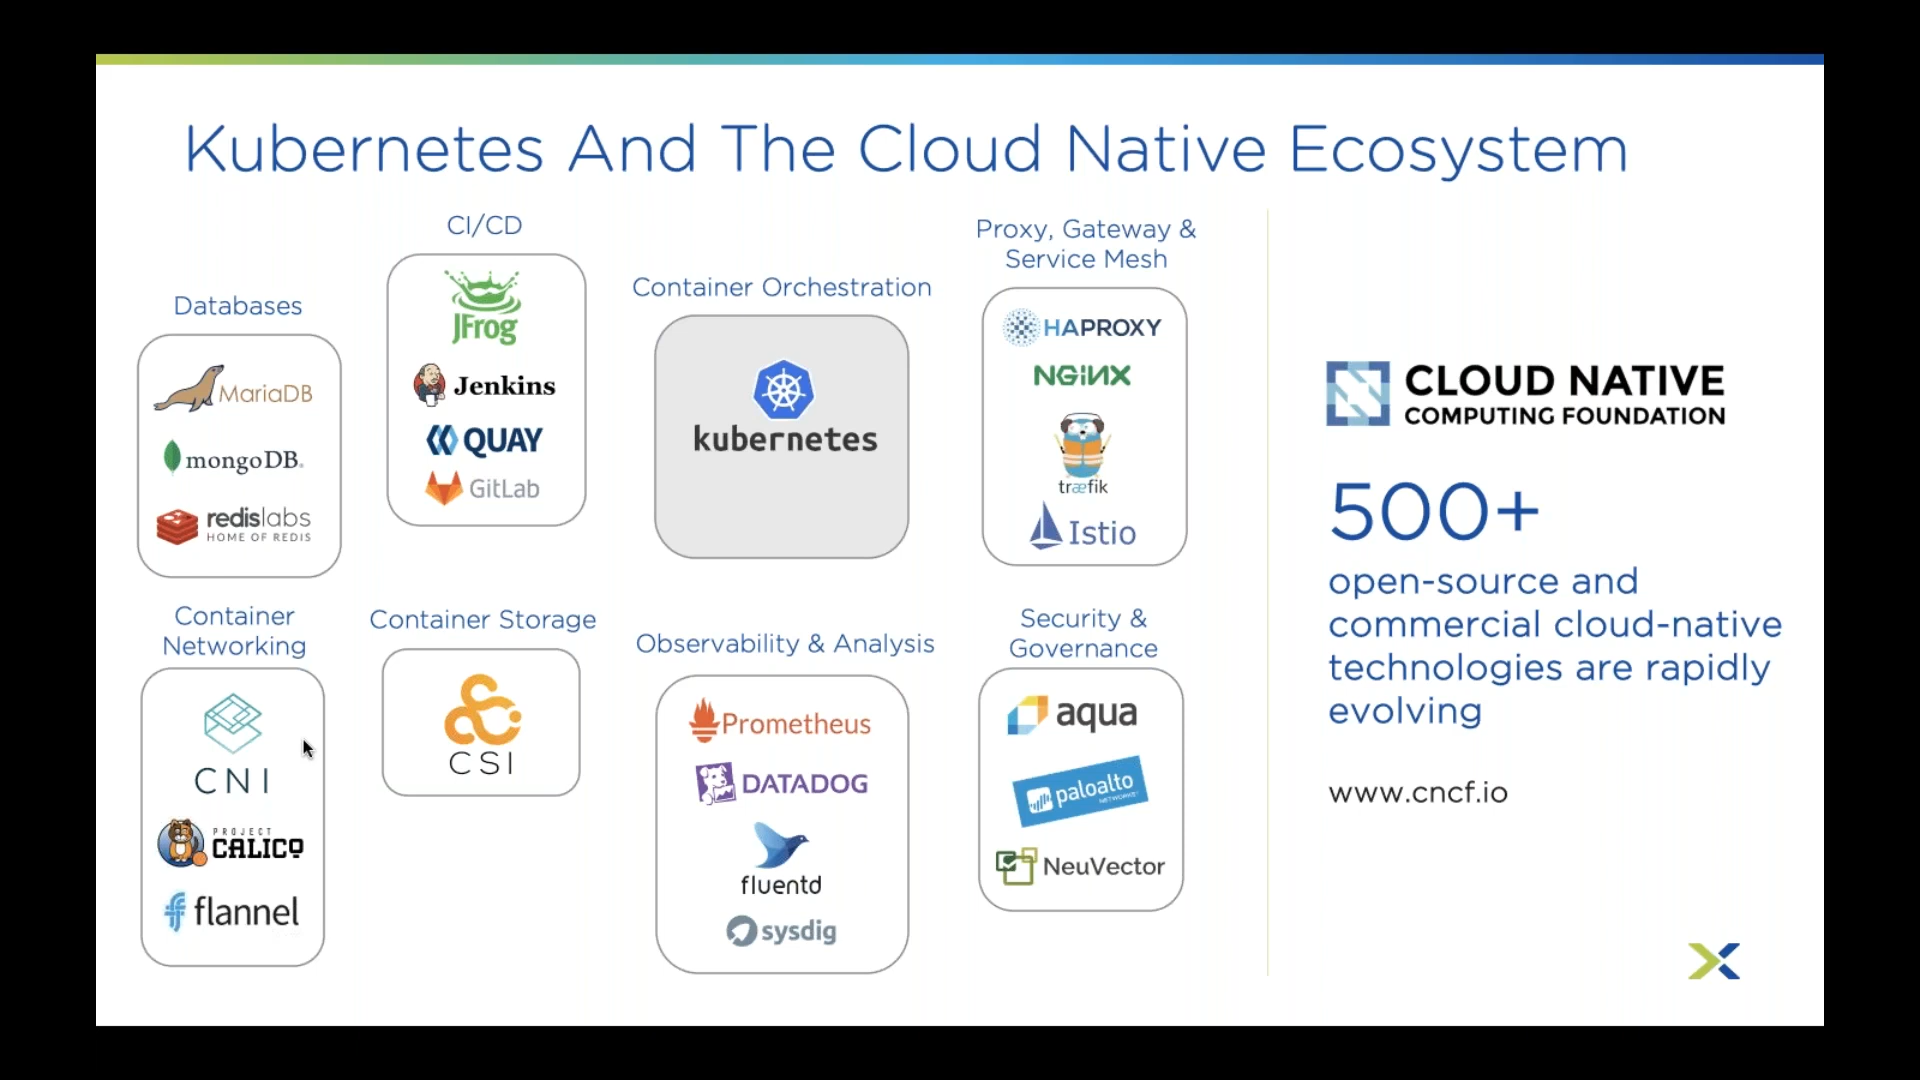 Kubernetes And The Cloud Native Ecosystem
Databases
MariaDB
mongoDB.
redislabs
HOME OF REDIS
CI/CD
JFrog
Jenkins
QUAY
GitLab
Container Orchestration
kubernetes
Proxy, Gateway &
Service Mesh
HAPROXY
NGINX
træfik
Istio
Container
Networking
CNI
PROJECT
CALICO
flannel
Container Storage
CSI
Observability & Analysis
Prometheus
DATADOG
fluentd
sysdig
Security &
Governance
aqua
paloalto
NETWORKS
NeuVector
CLOUD NATIVE
COMPUTING FOUNDATION
500+
open-source and
commercial cloud-native
technologies are rapidly
evolving
www.cncf.io